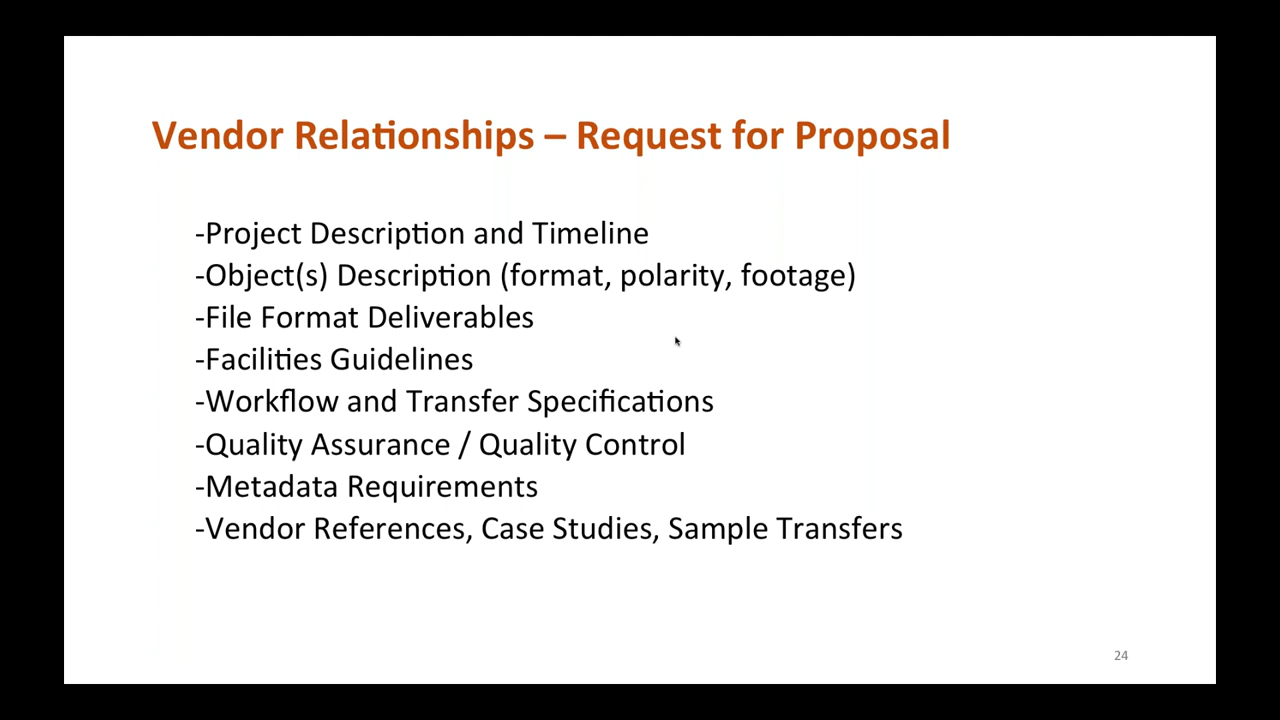 Vendor Relationships – Request for Proposal
-Project Description and Timeline
-Object(s) Description (format, polarity, footage)
-File Format Deliverables
-Facilities Guidelines
-Workflow and Transfer Specifications
-Quality Assurance / Quality Control
-Metadata Requirements
-Vendor References, Case Studies, Sample Transfers
24